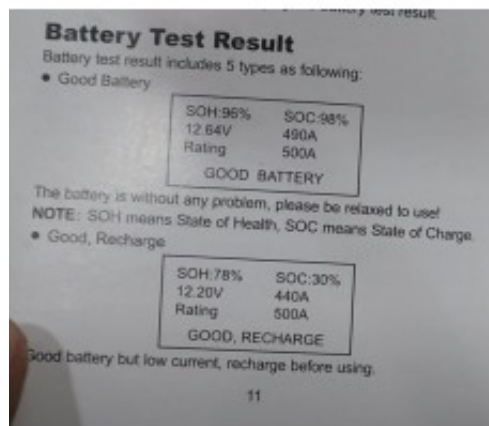 test result
Battery Test Result
Battery test result includes 5 types as following:
● Good Battery
SOH:96% SOC:98%
12.64V 490A
Rating 500A
GOOD BATTERY
The battery is without any problem, please be relaxed to use!
NOTE: SOH means State of Health, SOC means State of Charge.
● Good, Recharge
SOH:78% SOC:30%
12.20V 440A
Rating 500A
GOOD, RECHARGE
Good battery but low current, recharge before using.
11